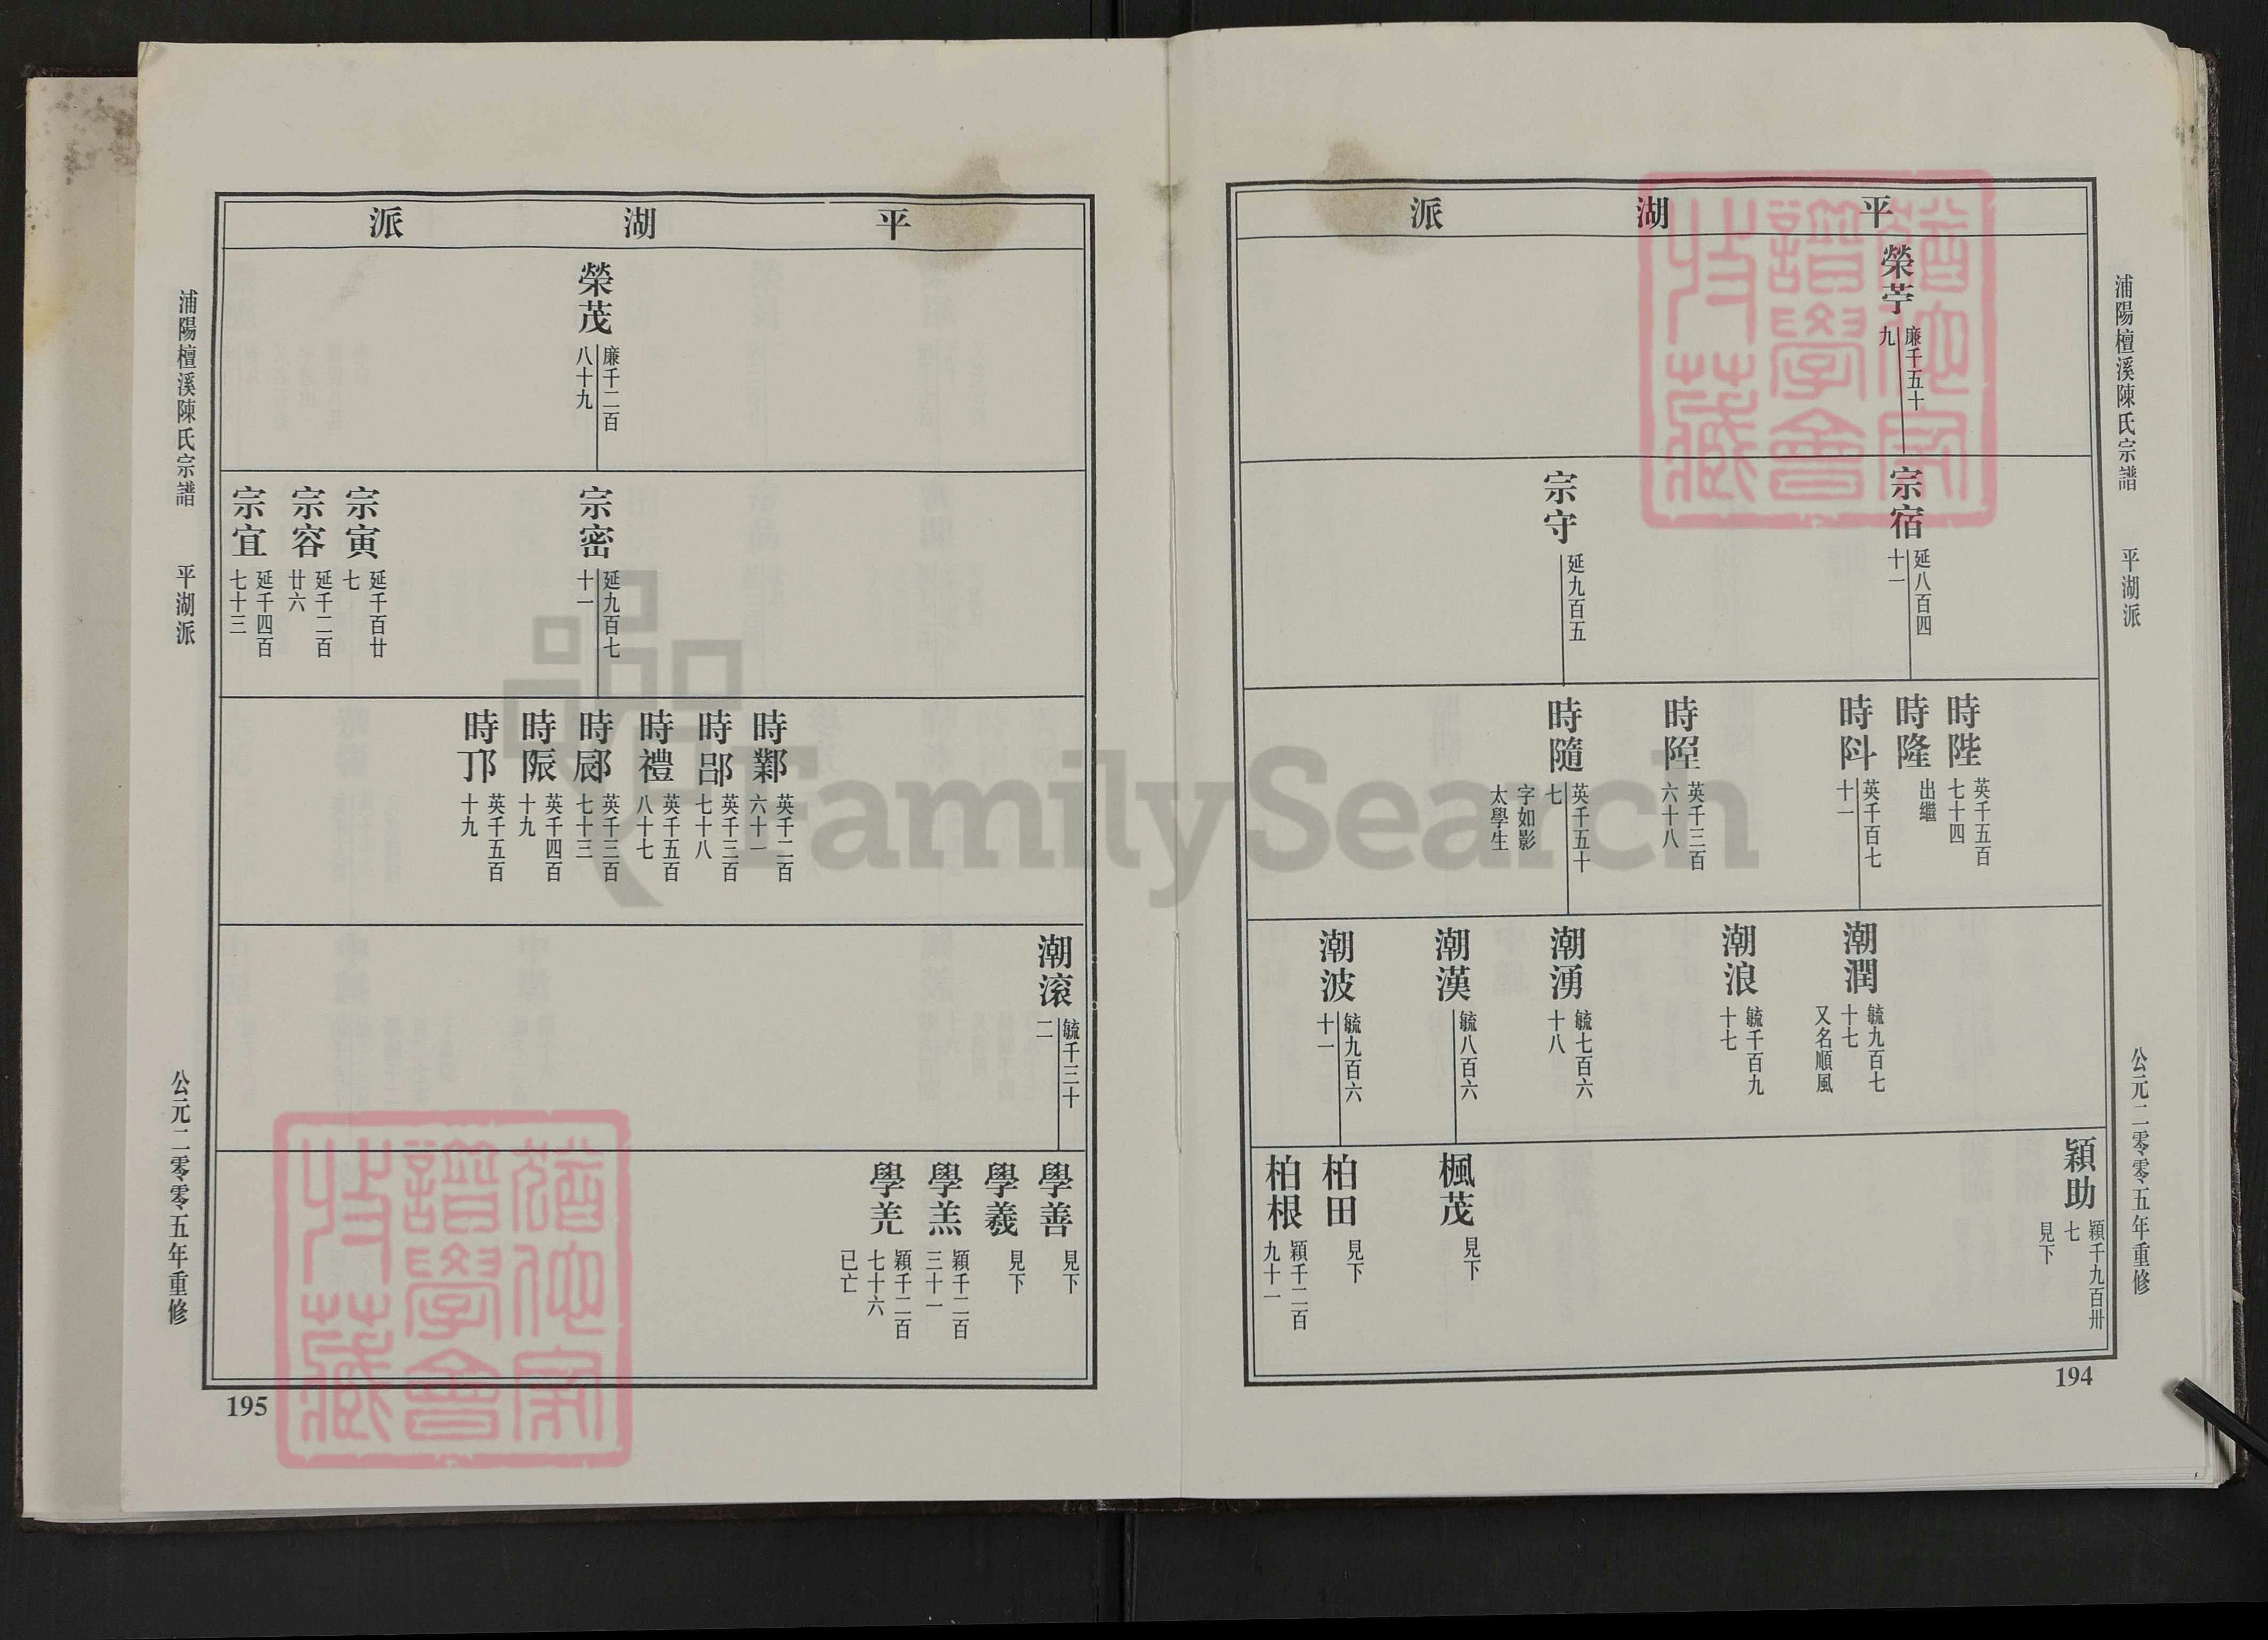 浦陽檀溪陳氏宗譜
平湖派
公元二零零五年重修
194
平湖派
榮苧
廉千五十
九
宗宿
延八百四
十一
宗守
延九百五
時陛
英千五百
七十四
時隆
出繼
時㪷
英千百七
十一
時陧
英千三百
六十八
時隨
英千五十
七
字如影
太學生
潮潤
毓九百七
十七
又名順風
潮浪
毓千百九
十七
潮湧
毓七百六
十八
潮漢
毓八百六
潮波
毓九百六
十一
穎助
穎千九百卅
七
見下
楓茂
見下
柏田
見下
柏根
穎千二百
九十一
平湖派
榮茂
廉千二百
八十九
宗密
延九百七
十一
宗寅
延千百廿
七
宗容
延千二百
廿六
宗宜
延千四百
七十三
時鄴
英千二百
六十一
時郘
英千三百
七十八
時禮
英千五百
八十七
時
英千三百
七十三
時陙
英千四百
十九
時邒
英千五百
十九
潮滚
毓千三十
二
學善
見下
學義
見下
學羔
穎千二百
三十一
學羌
穎千二百
七十六
已亡
195
浦陽檀溪陳氏宗譜
平湖派
公元二零零五年重修
FamilySearch